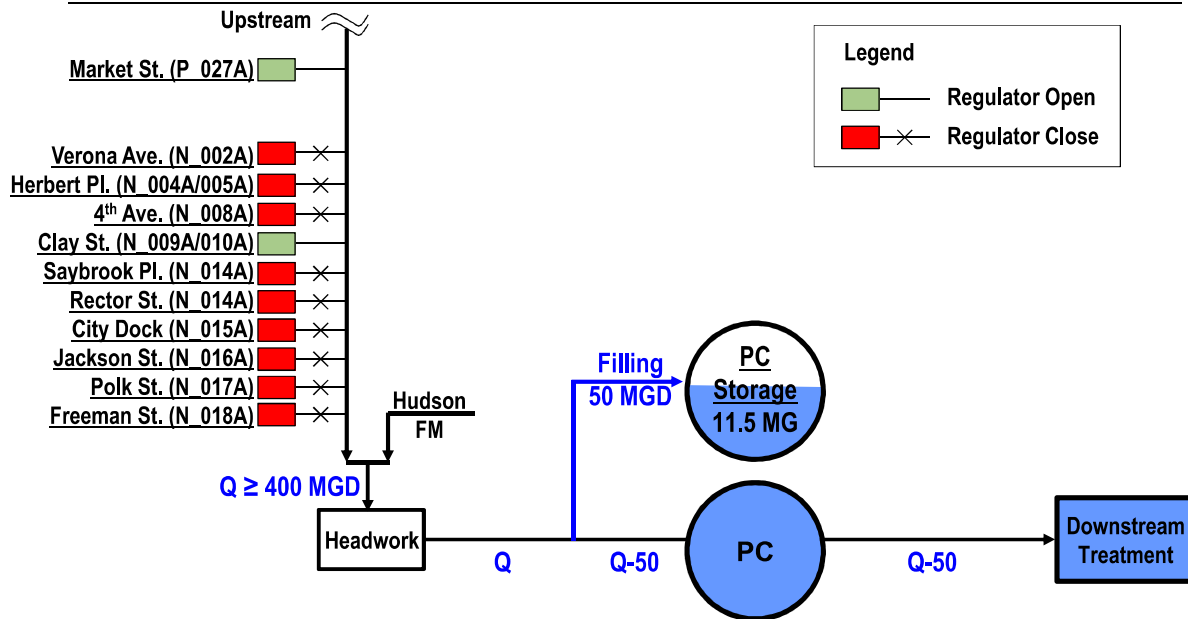 Upstream
Market St. (P_027A)
Verona Ave. (N_002A)
Herbert Pl. (N_004A/005A)
4th Ave. (N_008A)
Clay St. (N_009A/010A)
Saybrook Pl. (N_014A)
Rector St. (N_014A)
City Dock (N_015A)
Jackson St. (N_016A)
Polk St. (N_017A)
Freeman St. (N_018A)
Legend
Regulator Open
Regulator Close
Hudson
FM
Q ≥ 400 MGD
Headwork
Filling
50 MGD
PC
Storage
11.5 MG
Q
Q-50
PC
Q-50
Downstream
Treatment